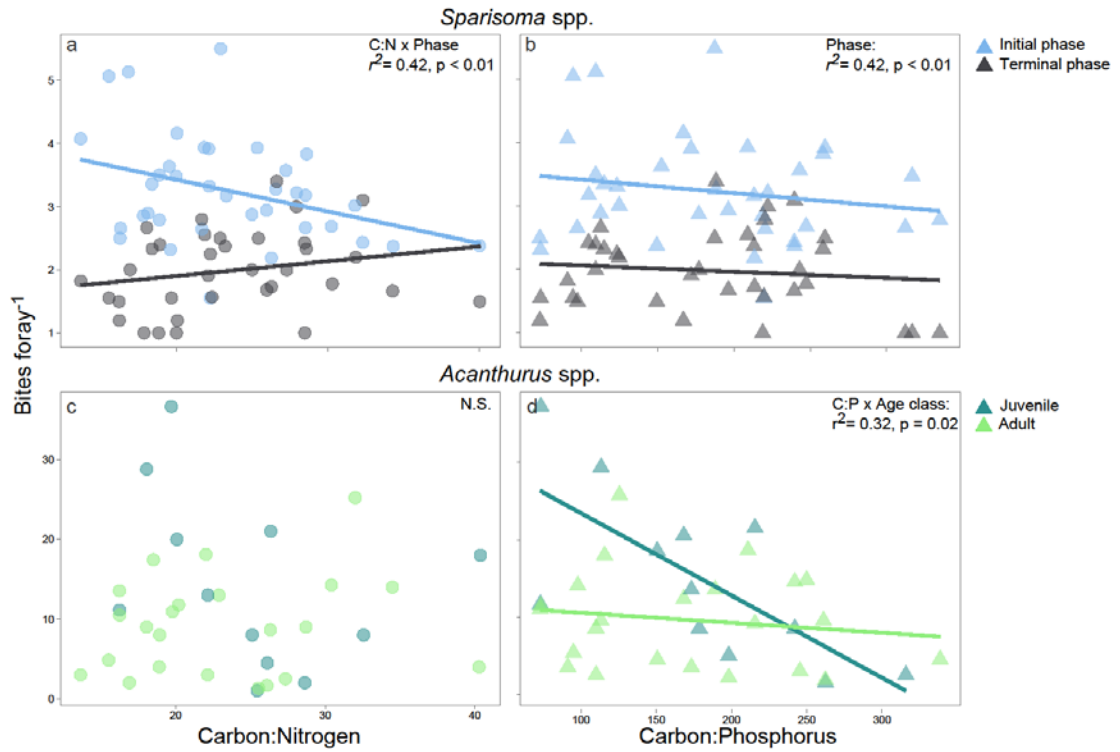 Sparisoma spp.
a
C:N x Phase
r²= 0.42, p < 0.01
b
Phase:
r²= 0.42, p < 0.01
Initial phase
Terminal phase
5
4
3
2
1
Bites foray⁻¹
Acanthurus spp.
c
N.S.
d
C:P x Age class:
r²= 0.32, p = 0.02
Juvenile
Adult
30
20
10
0
20 30 40
100 150 200 250 300
Carbon:Nitrogen
Carbon:Phosphorus